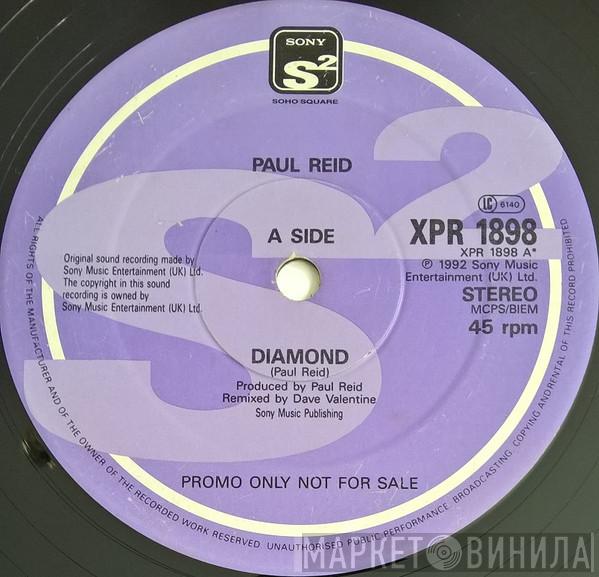 SONY
S2
SOHO SQUARE
S2
PAUL REID
A SIDE
LC 6140
XPR 1898
XPR 1898 A*
℗ 1992 Sony Music
Entertainment (UK) Ltd.
STEREO
MCPS/BIEM
45 rpm
Original sound recording made by
Sony Music Entertainment (UK) Ltd.
The copyright in this sound
recording is owned by
Sony Music Entertainment (UK) Ltd.
DIAMOND
(Paul Reid)
Produced by Paul Reid
Remixed by Dave Valentine
Sony Music Publishing
PROMO ONLY NOT FOR SALE
ALL RIGHTS OF THE MANUFACTURER AND OF THE OWNER OF THE RECORDED WORK RESERVED. UNAUTHORISED PUBLIC PERFORMANCE, BROADCASTING, COPYING AND RENTAL OF THIS RECORD PROHIBITED
МАРКЕТ ВИНИЛА